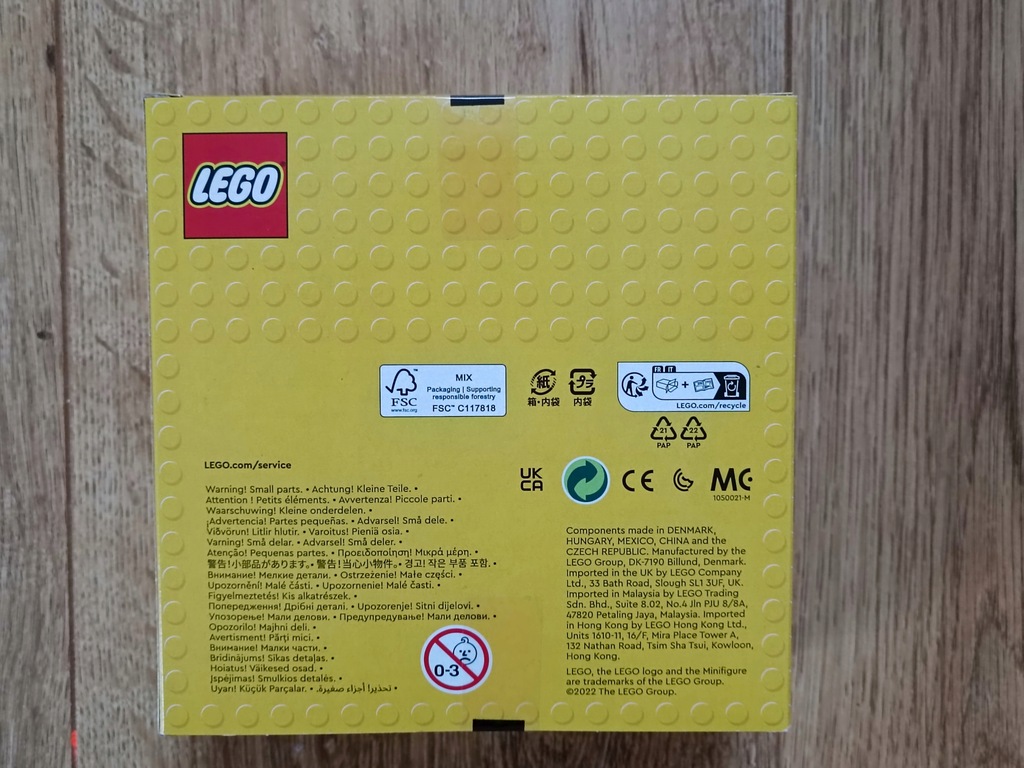 LEGO
MIX
Packaging | Supporting
responsible forestry
FSC™ C117818
FSC
www.fsc.org
紙
箱・内袋
プラ
内袋
FR IT
LEGO.com/recycle
21
PAP
22
PAP
LEGO.com/service
UK
CA
CE
MC
1050021-M
Warning! Small parts. • Achtung! Kleine Teile. •
Attention ! Petits éléments. • Avvertenza! Piccole parti. •
Waarschuwing! Kleine onderdelen. •
¡Advertencia! Partes pequeñas. • Advarsel! Små dele. •
Viðvörun! Litlir hlutir. • Varoitus! Pieniä osia. •
Varning! Små delar. • Advarsel! Små deler. •
Atenção! Pequenas partes. • Προειδοποίηση! Μικρά μέρη. •
警告!小部品があります。• 警告!当心小物件。• 경고! 작은 부품 포함. •
Внимание! Мелкие детали. • Ostrzeżenie! Małe części. •
Upozornění! Malé části. • Upozornenie! Malé časti. •
Figyelmeztetés! Kis alkatrészek. •
Попередження! Дрібні деталі. • Upozorenje! Sitni dijelovi. •
Упозорење! Мали делови. • Предупредување! Мали делови. •
Opozorilo! Majhni deli. •
Avertisment! Părți mici. •
Внимание! Малки части. •
Brīdinājums! Sīkas detaļas. •
Hoiatus! Väikesed osad. •
Įspėjimas! Smulkios detalės. •
Uyarı! Küçük Parçalar. • تحذير! أجزاء صغيرة. •
0-3
Components made in DENMARK,
HUNGARY, MEXICO, CHINA and the
CZECH REPUBLIC. Manufactured by the
LEGO Group, DK-7190 Billund, Denmark.
Imported in the UK by LEGO Company
Ltd., 33 Bath Road, Slough SL1 3UF, UK.
Imported in Malaysia by LEGO Trading
Sdn. Bhd., Suite 8.02, No.4 Jln PJU 8/8A,
47820 Petaling Jaya, Malaysia. Imported
in Hong Kong by LEGO Hong Kong Ltd.,
Units 1610-11, 16/F, Mira Place Tower A,
132 Nathan Road, Tsim Sha Tsui, Kowloon,
Hong Kong.
LEGO, the LEGO logo and the Minifigure
are trademarks of the LEGO Group.
©2022 The LEGO Group.